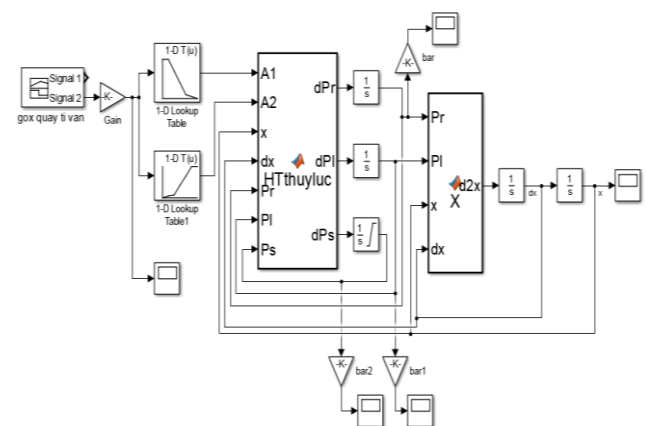 Signal 1
Signal 2
gox quay ti van
-K-
Gain
1-D T(u)
1-D Lookup
Table
1-D T(u)
1-D Lookup
Table1
A1
A2
x
dx
Pr
Pl
Ps
HTthuyluc
dPr
dPl
dPs
1
s
1
s
1
s
-K-
bar
Pr
Pl
x
dx
d2x
X
1
s
dx
1
s
x
-K-
bar2
-K-
bar1